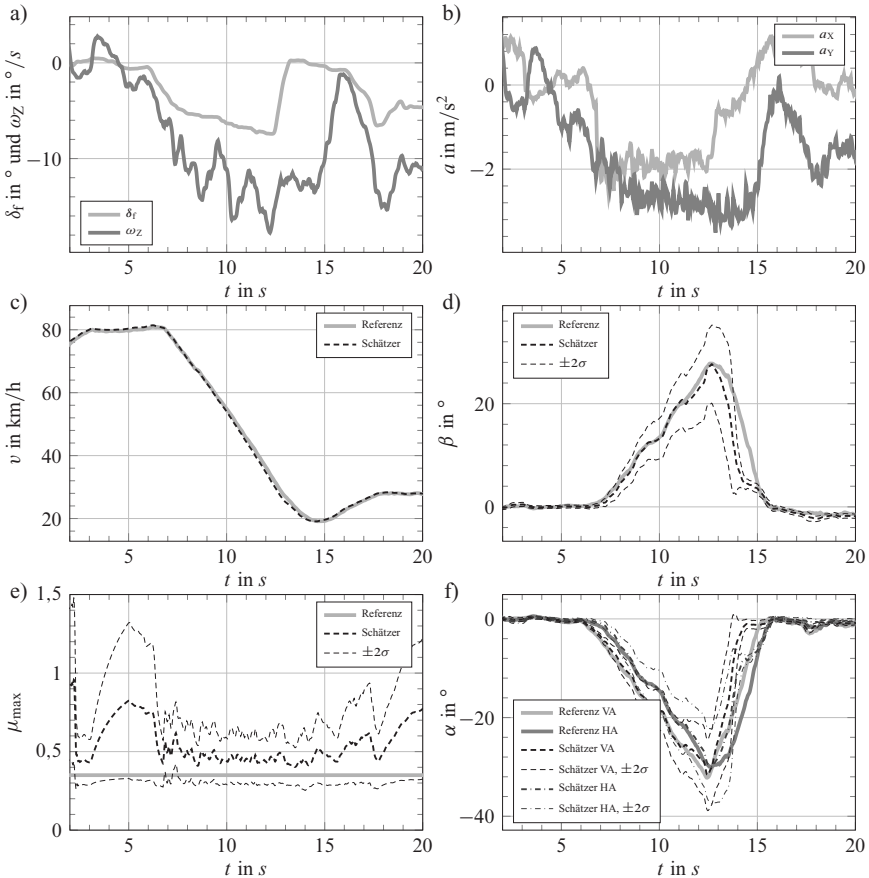 a)
δf in ° und ωZ in °/s
0
−10
δf
ωZ
5 10 15 20
t in s
b)
a in m/s²
0
−2
aX
aY
5 10 15 20
t in s
c)
v in km/h
80
60
40
20
Referenz
Schätzer
5 10 15 20
t in s
d)
β in °
20
0
Referenz
Schätzer
±2σ
5 10 15 20
t in s
e)
μmax
1,5
1
0.5
0
Referenz
Schätzer
±2σ
5 10 15 20
t in s
f)
α in °
0
−20
−40
Referenz VA
Referenz HA
Schätzer VA
Schätzer VA, ±2σ
Schätzer HA
Schätzer HA, ±2σ
5 10 15 20
t in s